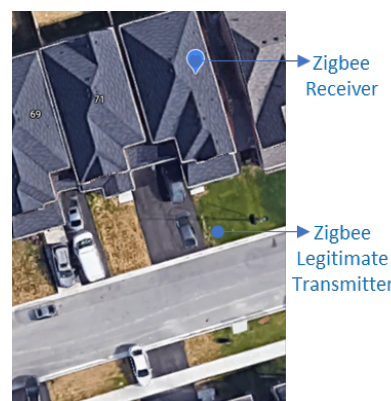 Zigbee
Receiver
71
69
Zigbee
Legitimate
Transmitter